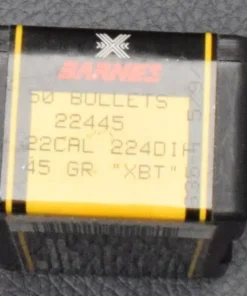 BARNES
50 BULLETS
22445
22CAL 224DIA
45 GR "XBT"